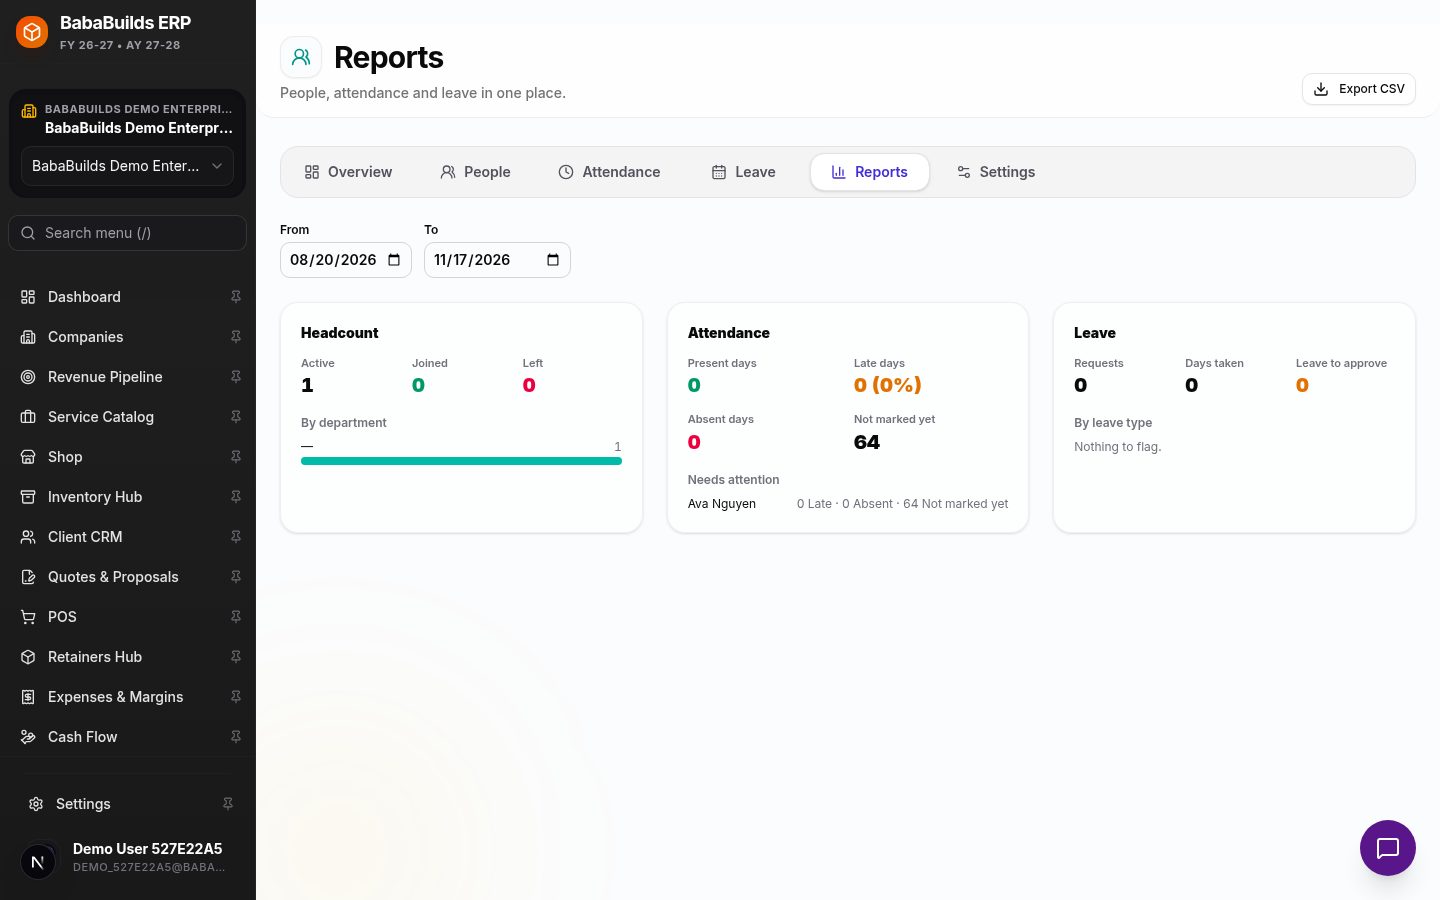 BabaBuilds ERP
FY 26-27 • AY 27-28
BABABUILDS DEMO ENTERPRI...
BabaBuilds Demo Enterpr...
BabaBuilds Demo Enter...
Search menu (/)
Dashboard
Companies
Revenue Pipeline
Service Catalog
Shop
Inventory Hub
Client CRM
Quotes & Proposals
POS
Retainers Hub
Expenses & Margins
Cash Flow
Settings
N
Demo User 527E22A5
DEMO_527E22A5@BABA...
Reports
People, attendance and leave in one place.
Export CSV
Overview People Attendance Leave Reports Settings
From To
08/20/2026 11/17/2026
Headcount
Active Joined Left
1 0 0
By department
— 1
Attendance
Present days Late days
0 0 (0%)
Absent days Not marked yet
0 64
Needs attention
Ava Nguyen 0 Late · 0 Absent · 64 Not marked yet
Leave
Requests Days taken Leave to approve
0 0 0
By leave type
Nothing to flag.